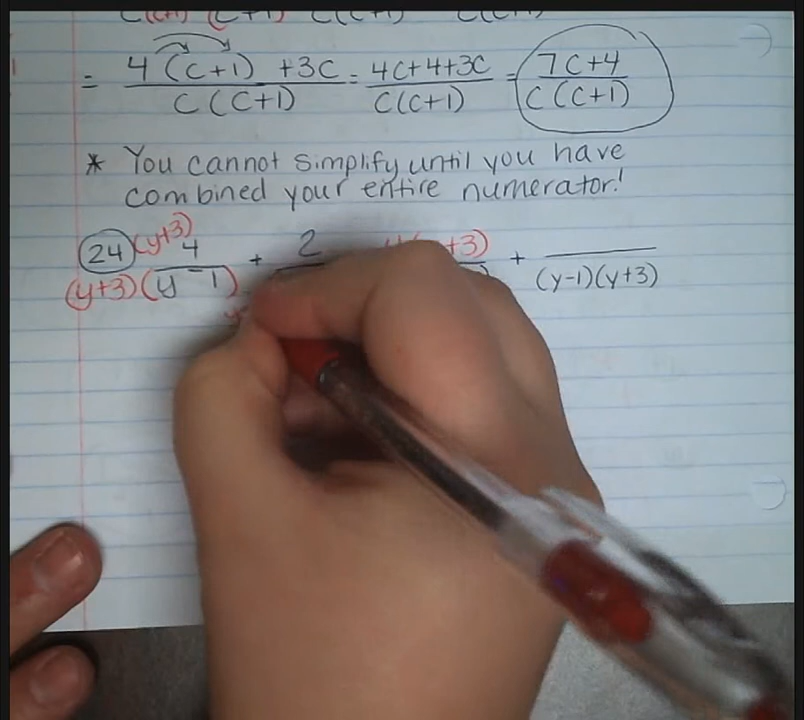 = 4(c+1)+3c / c(c+1) = 4c+4+3c / c(c+1) = 7c+4 / c(c+1)
* You cannot simplify until you have
combined your entire numerator!
24 (y+3) 4 / (y+3)(y-1) + 2 +3) + / (y-1)(y+3)